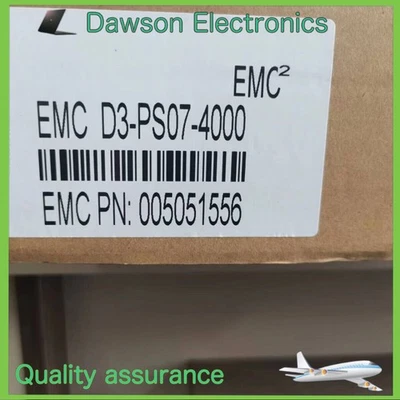 Dawson Electronics
EMC²
EMC D3-PS07-4000
EMC PN: 005051556
Quality assurance